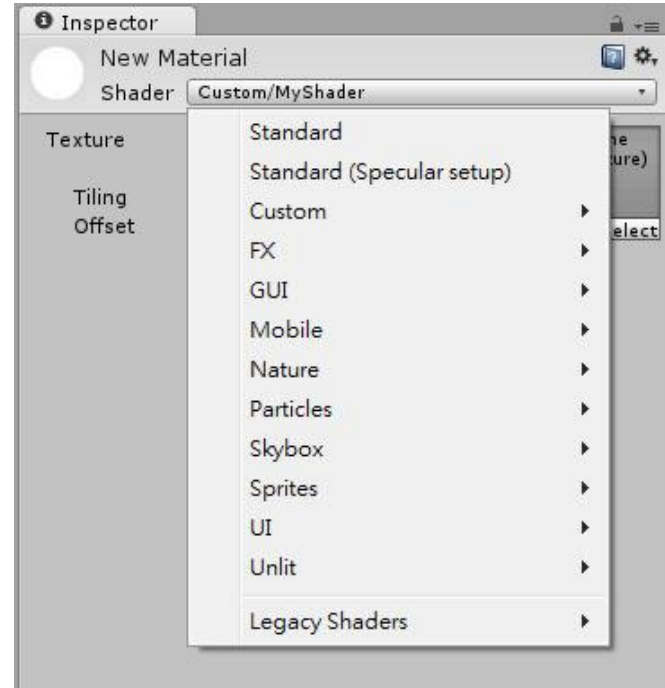 Inspector
New Material
Shader Custom/MyShader
Texture
Tiling
Offset
Standard
Standard (Specular setup)
Custom
FX
GUI
Mobile
Nature
Particles
Skybox
Sprites
UI
Unlit
Legacy Shaders